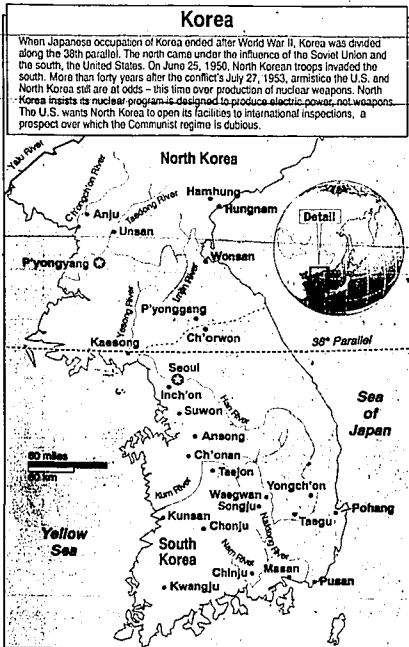 Korea
When Japanese occupation of Korea ended after World War II, Korea was divided
along the 38th parallel. The north came under the influence of the Soviet Union and
the south, the United States. On June 25, 1950, North Korean troops invaded the
south. More than forty years after the conflict's July 27, 1953, armistice the U.S. and
North Korea still are at odds – this time over production of nuclear weapons. North
Korea insists its nuclear program is designed to produce electric power, not weapons.
The U.S. wants North Korea to open its facilities to international inspections, a
prospect over which the Communist regime is dubious.
Yalu River
North Korea
Ch'ongch'on River
Taedong River
Hamhung
Hungnam
Anju
Unsan
Detail
P'yongyang
Wonsan
Imjin River
Yesong River
P'yonggang
Ch'orwon
38° Parallel
Kaesong
Seoul
Inch'on
Han River
Suwon
Sea
of
Japan
Ansong
60 miles
60 km
Ch'onan
Taejon
Kum River
Waegwan
Songju
Yongch'on
Pohang
Kunsan
Taegu
Chonju
Naktong River
Yellow
Sea
South
Korea
Nam River
Chinju
Masan
Kwangju
Pusan